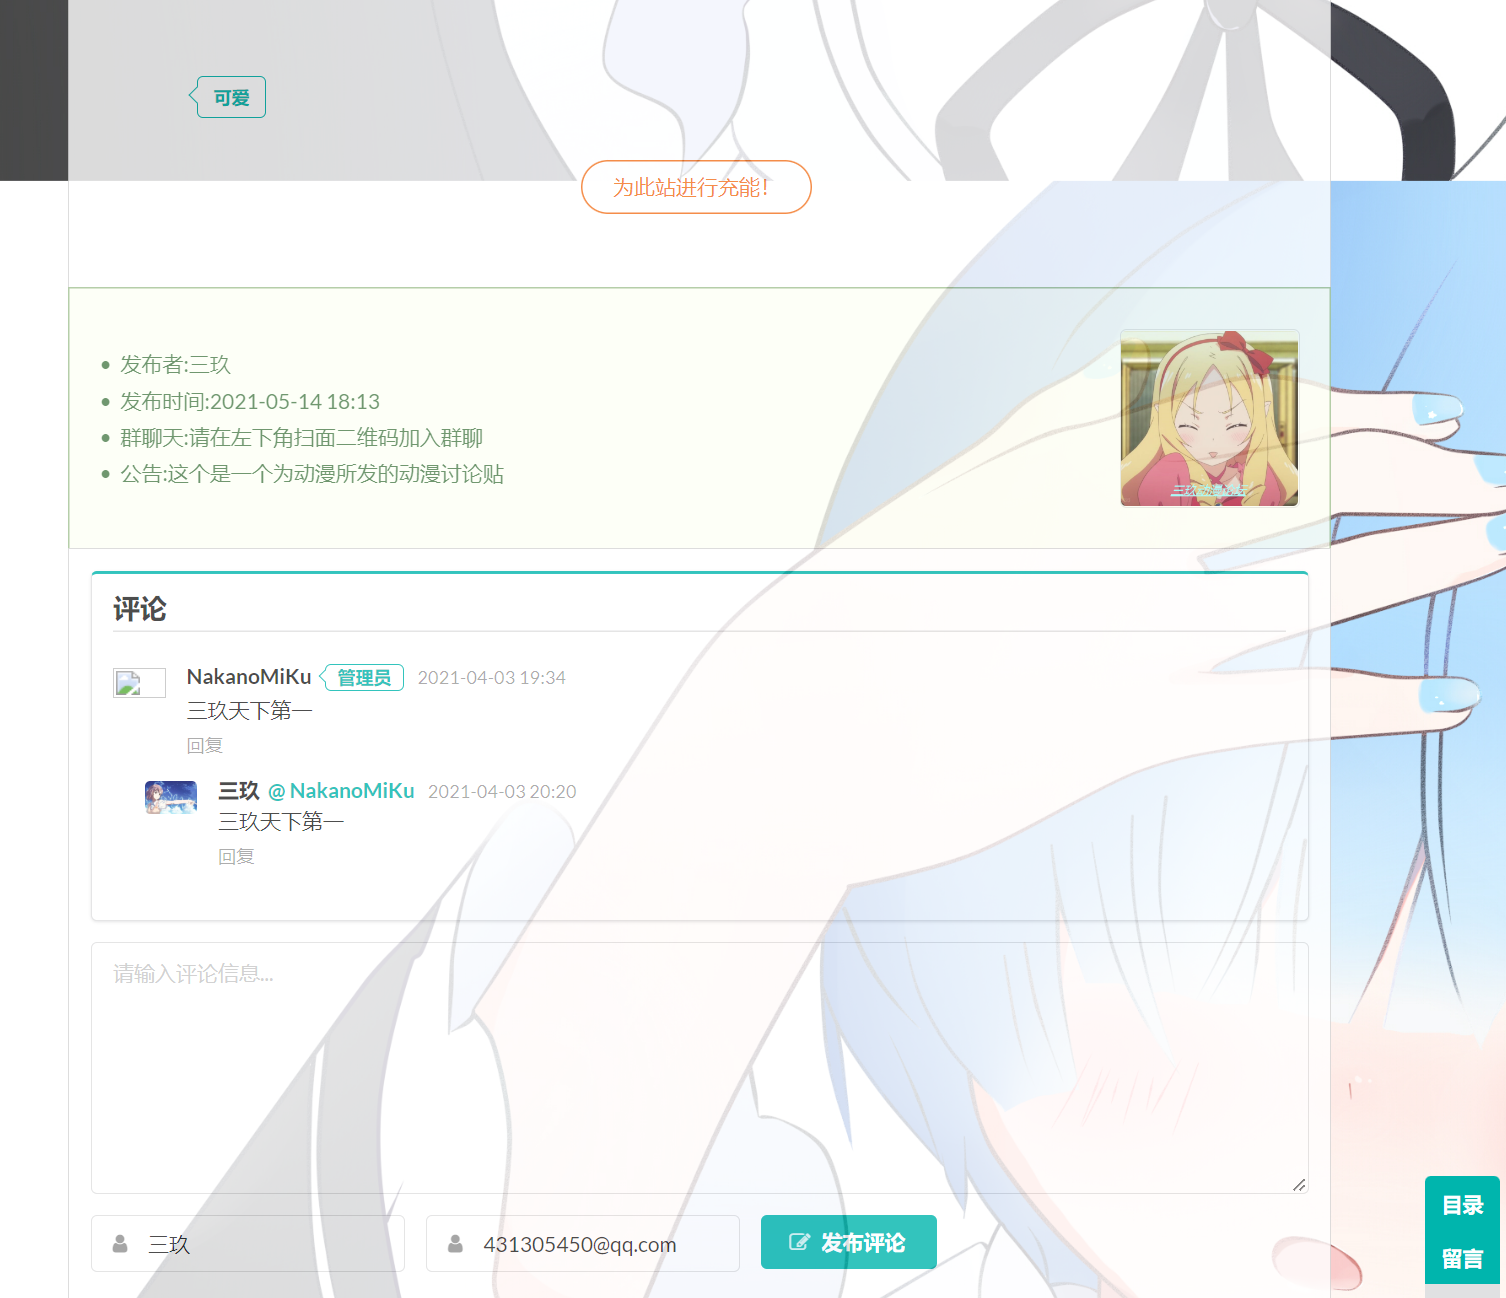 可爱
为此站进行充能！
发布者:三玖
发布时间:2021-05-14 18:13
群聊天:请在左下角扫面二维码加入群聊
公告:这个是一个为动漫所发的动漫讨论贴
评论
NakanoMiKu 管理员 2021-04-03 19:34
三玖天下第一
回复
三玖 @ NakanoMiKu 2021-04-03 20:20
三玖天下第一
回复
请输入评论信息...
三玖
431305450@qq.com
发布评论
目录
留言